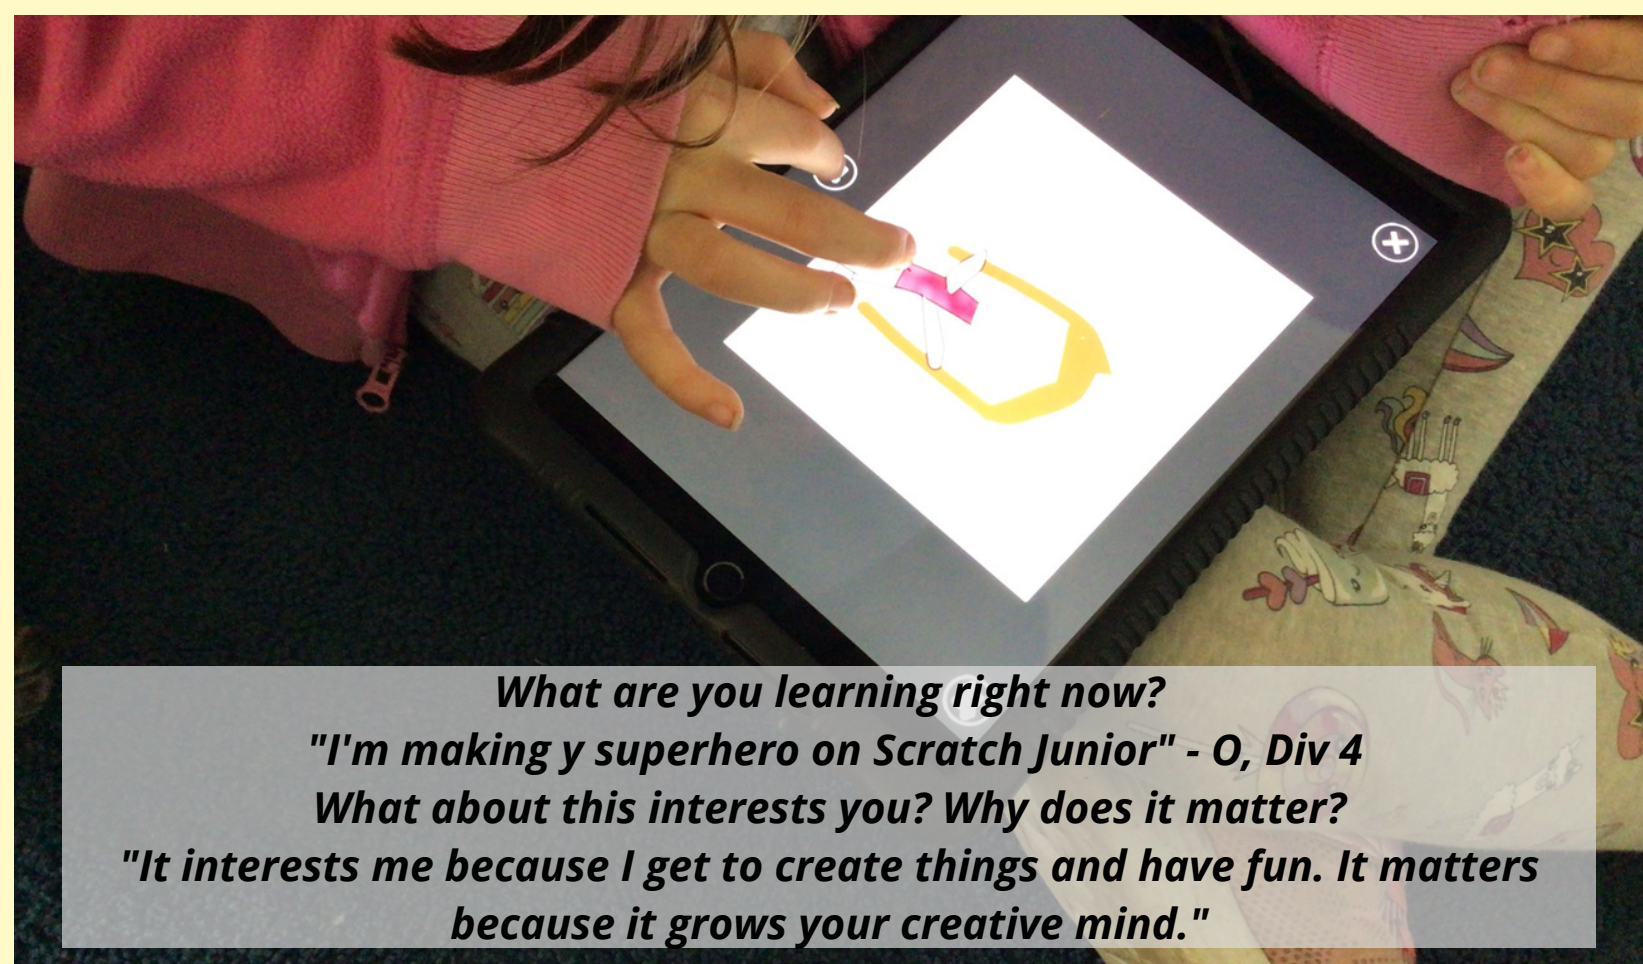 What are you learning right now?
"I'm making y superhero on Scratch Junior" - O, Div 4
What about this interests you? Why does it matter?
"It interests me because I get to create things and have fun. It matters
because it grows your creative mind."